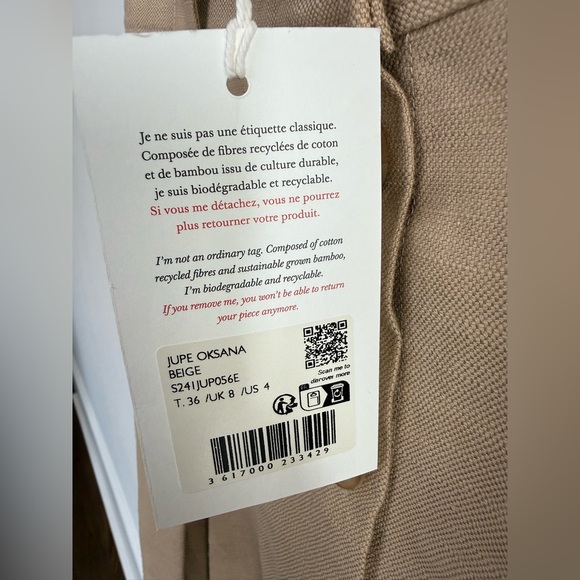 Je ne suis pas une étiquette classique.
Composée de fibres recyclées de coton
et de bambou issu de culture durable,
je suis biodégradable et recyclable.
Si vous me détachez, vous ne pourrez
plus retourner votre produit.
I'm not an ordinary tag. Composed of cotton
recycled fibres and sustainable grown bamboo,
I'm biodegradable and recyclable.
If you remove me, you won't be able to return
your piece anymore.
JUPE OKSANA
BEIGE
S241JUP056E
T. 36 /UK 8 /US 4
Scan me to
discover more
3 617000 233429